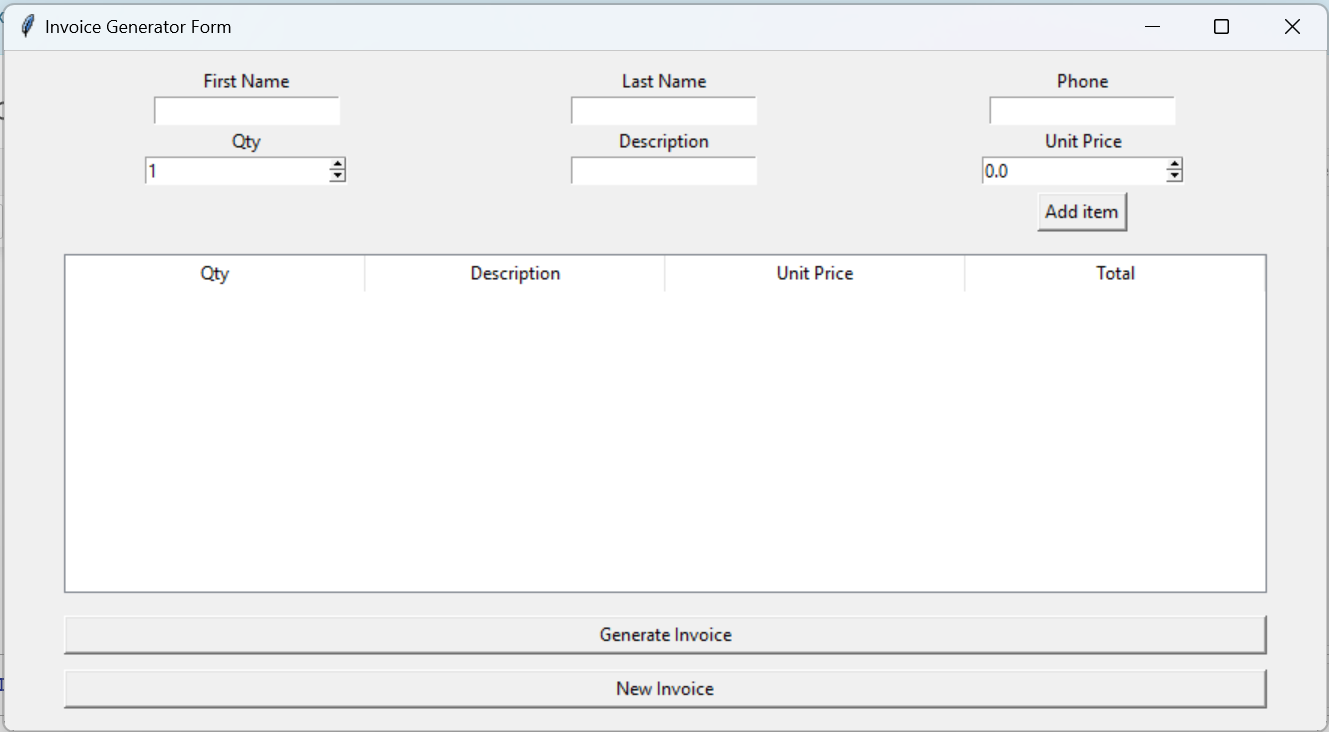 Invoice Generator Form
First Name Last Name Phone
Qty Description Unit Price
1 0.0
Add item
Qty Description Unit Price Total
Generate Invoice
New Invoice